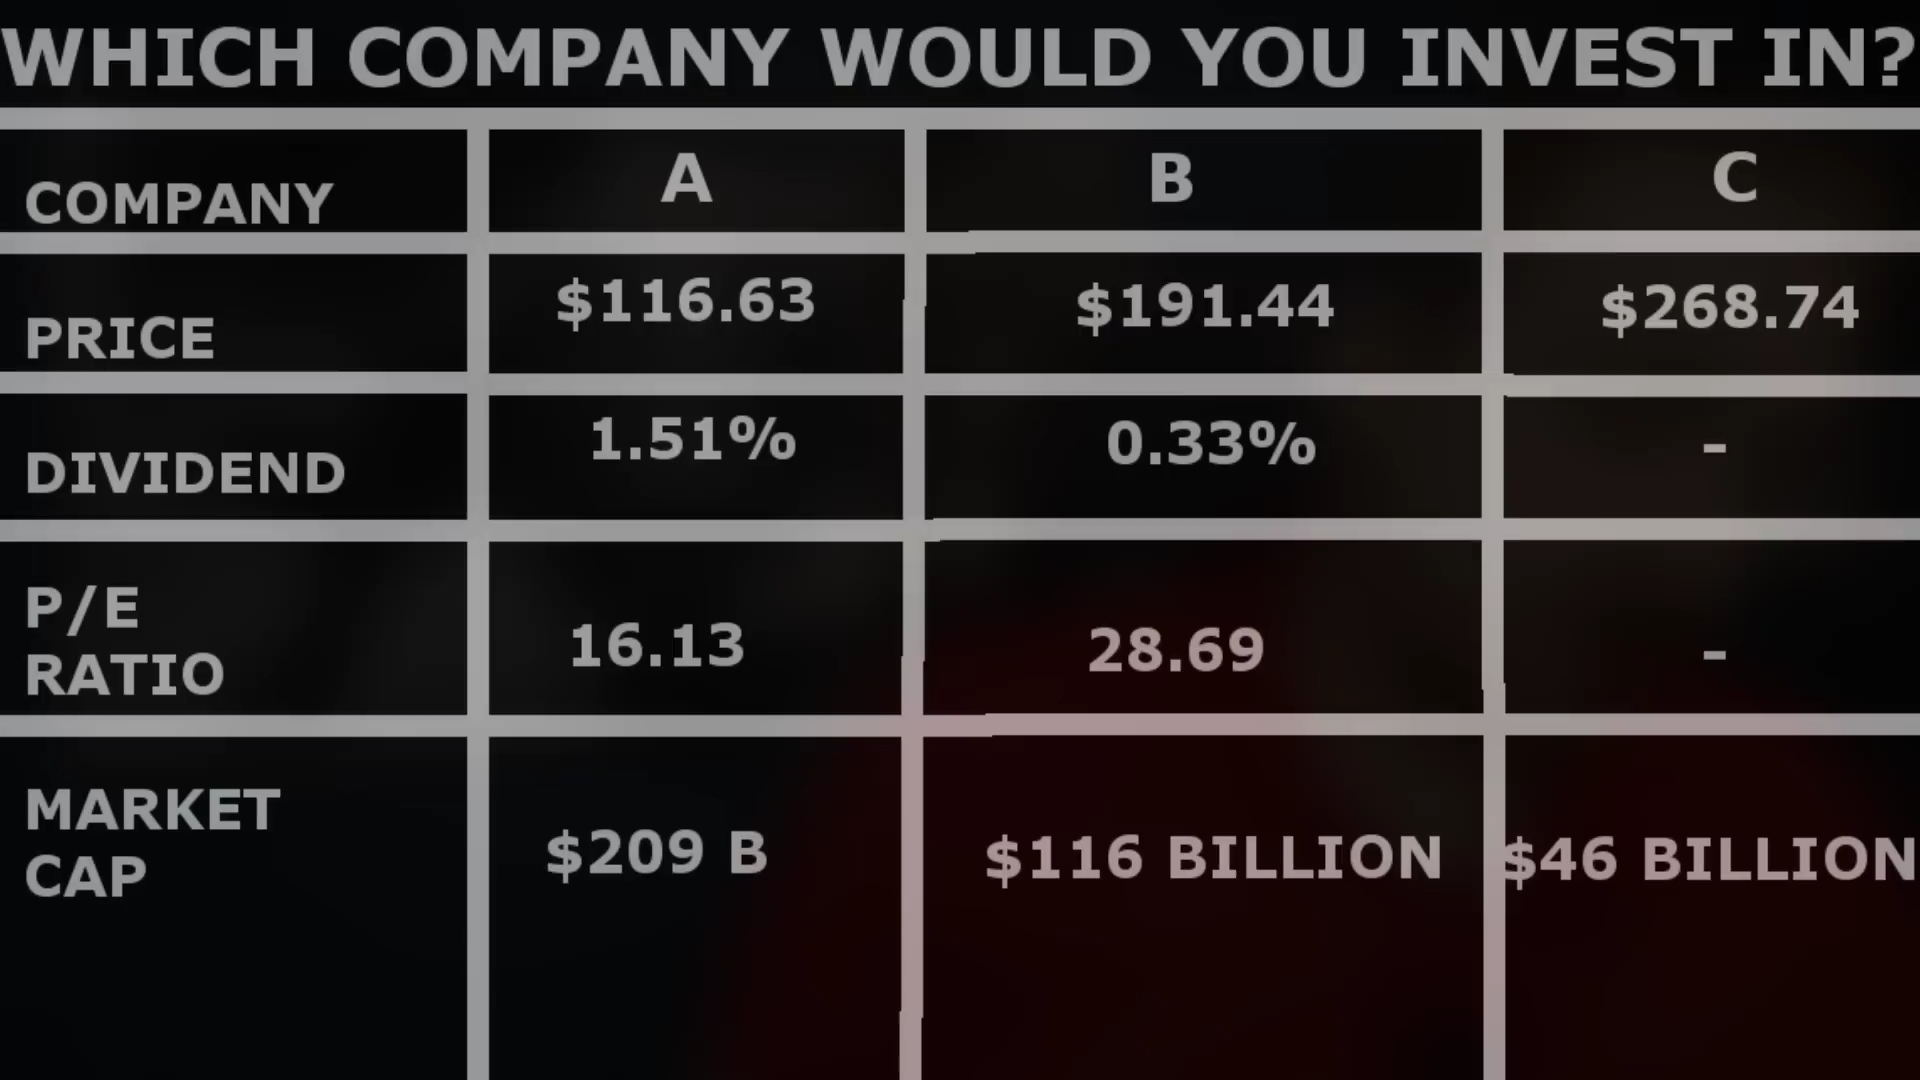 WHICH COMPANY WOULD YOU INVEST IN?
COMPANY A B C
PRICE $116.63 $191.44 $268.74
DIVIDEND 1.51% 0.33% -
P/E
RATIO 16.13 28.69 -
MARKET
CAP $209 B $116 BILLION $46 BILLION